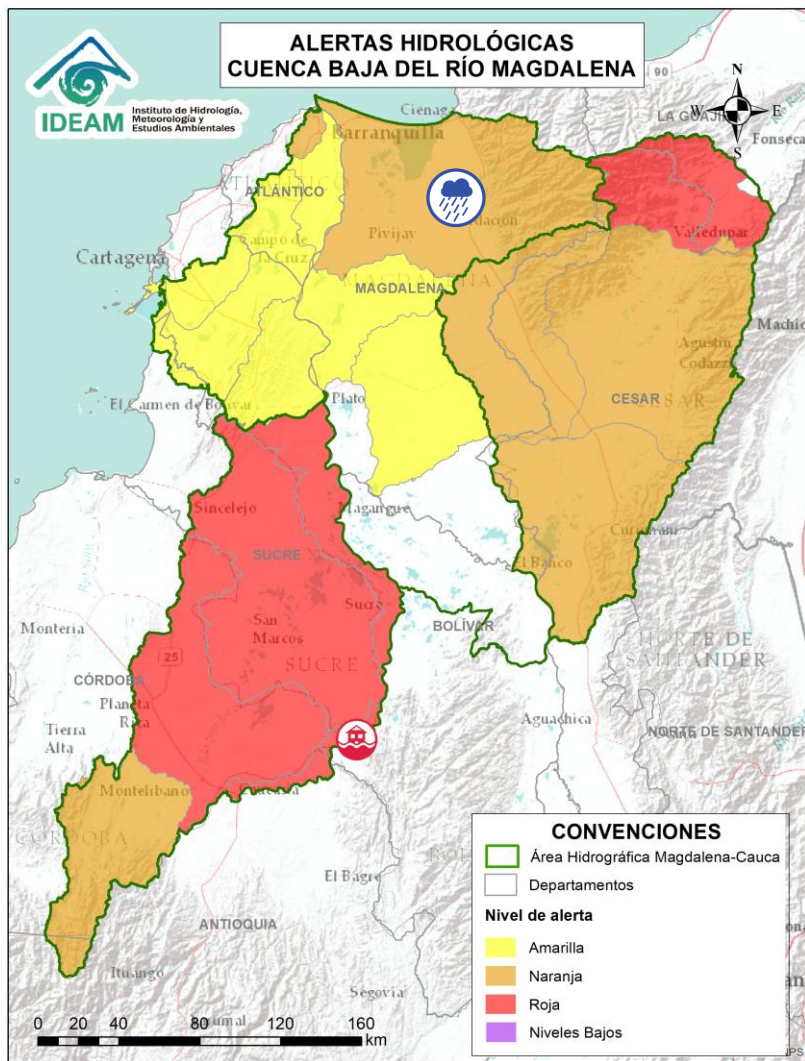 ALERTAS HIDROLÓGICAS
CUENCA BAJA DEL RÍO MAGDALENA
IDEAM
Instituto de Hidrología,
Meteorología y
Estudios Ambientales
N
W
E
S
90
LA GUAJIRA
Fonseca
Ciénaga
Barranquilla
ATLÁNTICO
Valledupar
Pivijay
Campo de
la Cruz
Cartagena
MAGDALENA
MAGDALENA
Agustín
Codazzi
CESAR
CESAR
El Carmen de Bolívar
Plato
Sincelejo
Magangué
SUCRE
Curumaní
El Banco
Sucre
San
Marcos
SUCRE
BOLÍVAR
Montería
25
CÓRDOBA
Planeta
Rica
Tierra
Alta
NORTE DE
SANTANDER
Aguachica
NORTE DE SANTANDER
Montelíbano
CÓRDOBA
El Bagre
ANTIOQUIA
Ituango
Segovia
CONVENCIONES
Área Hidrográfica Magdalena-Cauca
Departamentos
Nivel de alerta
Amarilla
Naranja
Roja
Niveles Bajos
0 20 40 80 120 160
km